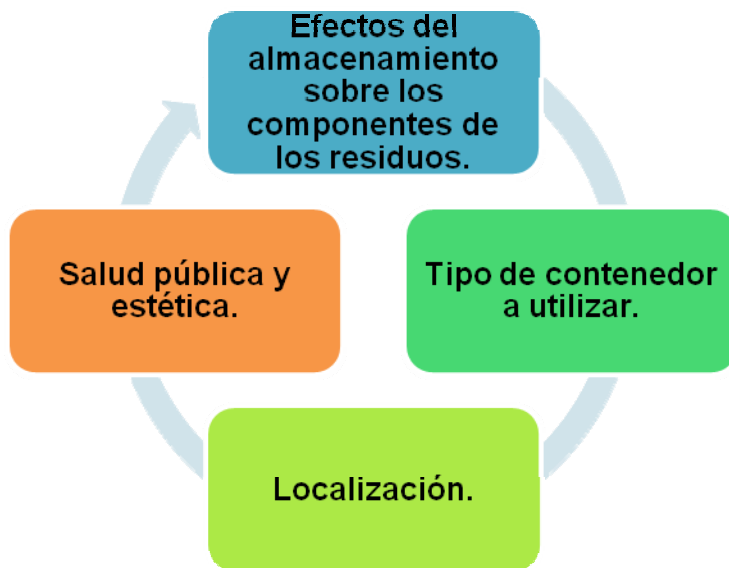 Efectos del
almacenamiento
sobre los
componentes de
los residuos.
Salud pública y
estética.
Tipo de contenedor
a utilizar.
Localización.